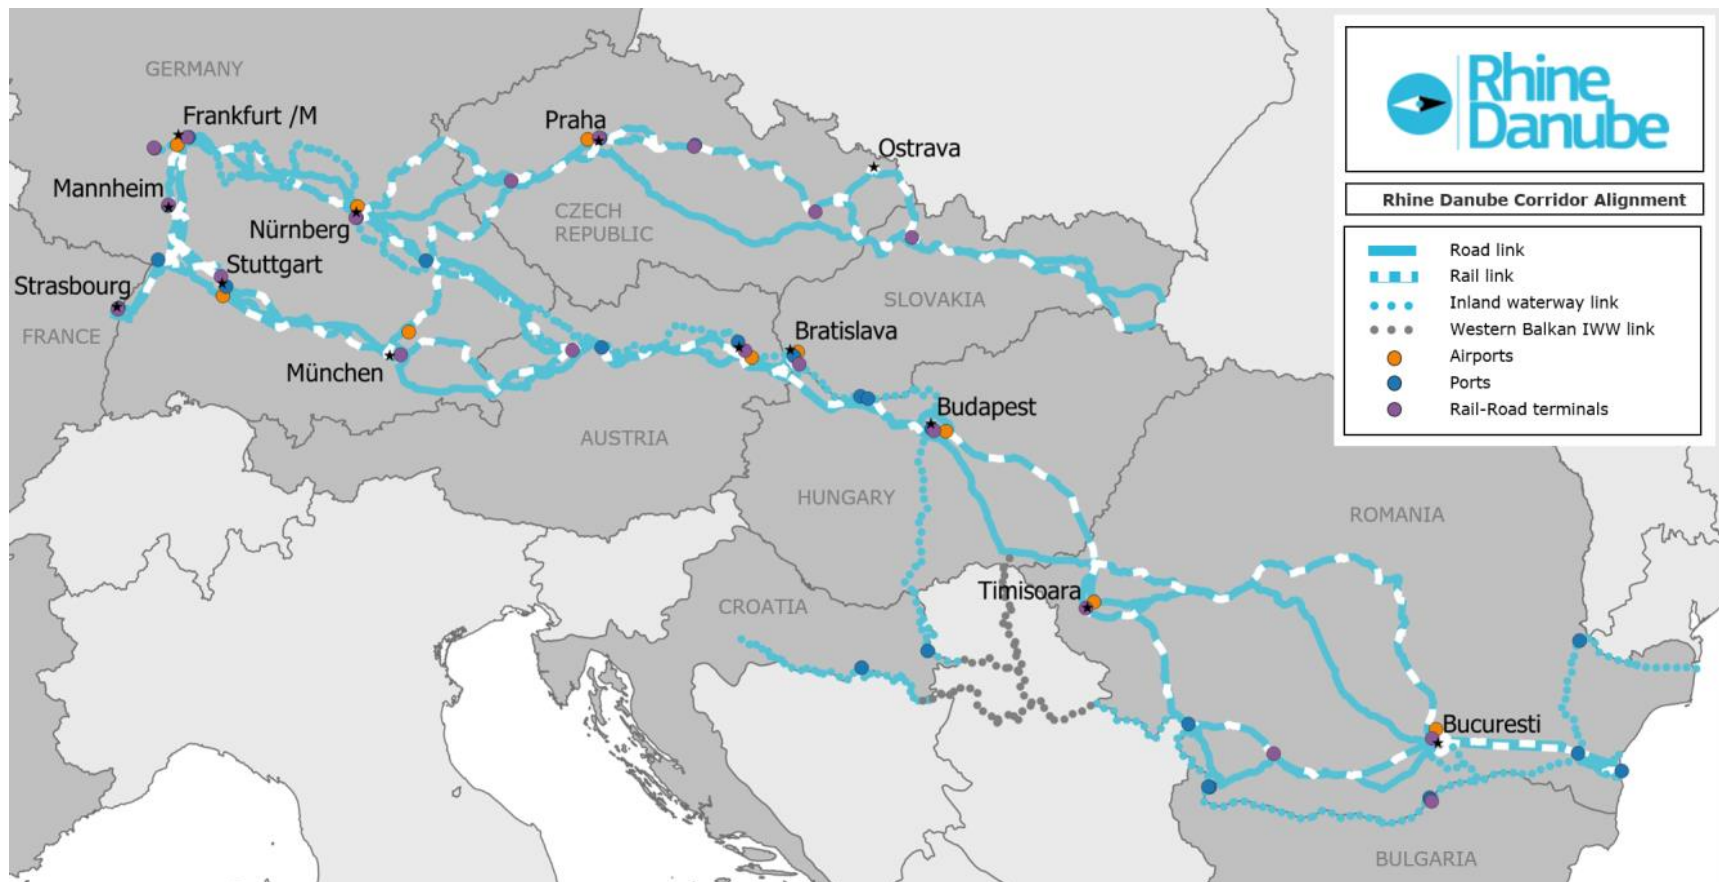 GERMANY
Frankfurt /M
Praha
Ostrava
Mannheim
CZECH
REPUBLIC
Nürnberg
Stuttgart
Strasbourg
FRANCE
SLOVAKIA
Bratislava
München
Budapest
AUSTRIA
HUNGARY
ROMANIA
Timisoara
CROATIA
Bucuresti
BULGARIA
Rhine
Danube
Rhine Danube Corridor Alignment
Road link
Rail link
Inland waterway link
Western Balkan IWW link
Airports
Ports
Rail-Road terminals